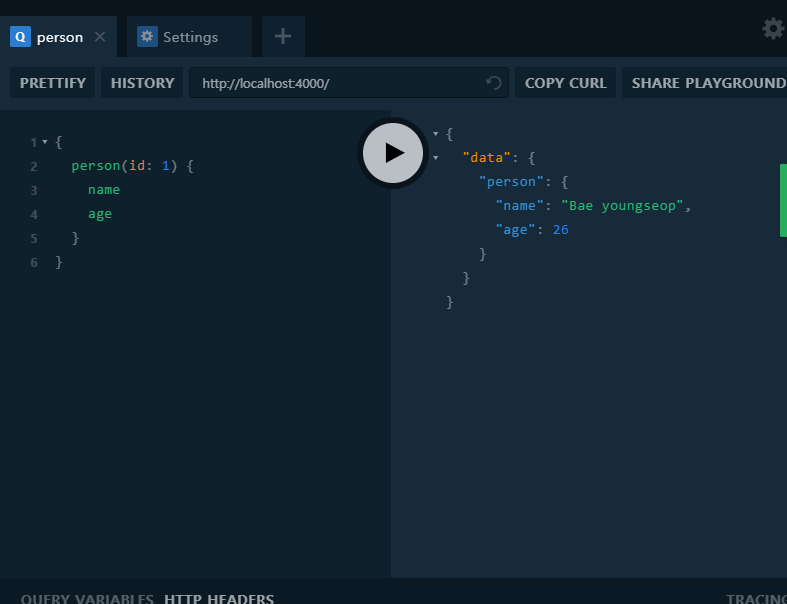 Q person × Settings +
PRETTIFY HISTORY http://localhost:4000/ COPY CURL SHARE PLAYGROUND
1 {
2 person(id: 1) {
3 name
4 age
5 }
6 }
{
"data": {
"person": {
"name": "Bae youngseop",
"age": 26
}
}
}
QUERY VARIABLES HTTP HEADERS TRACING